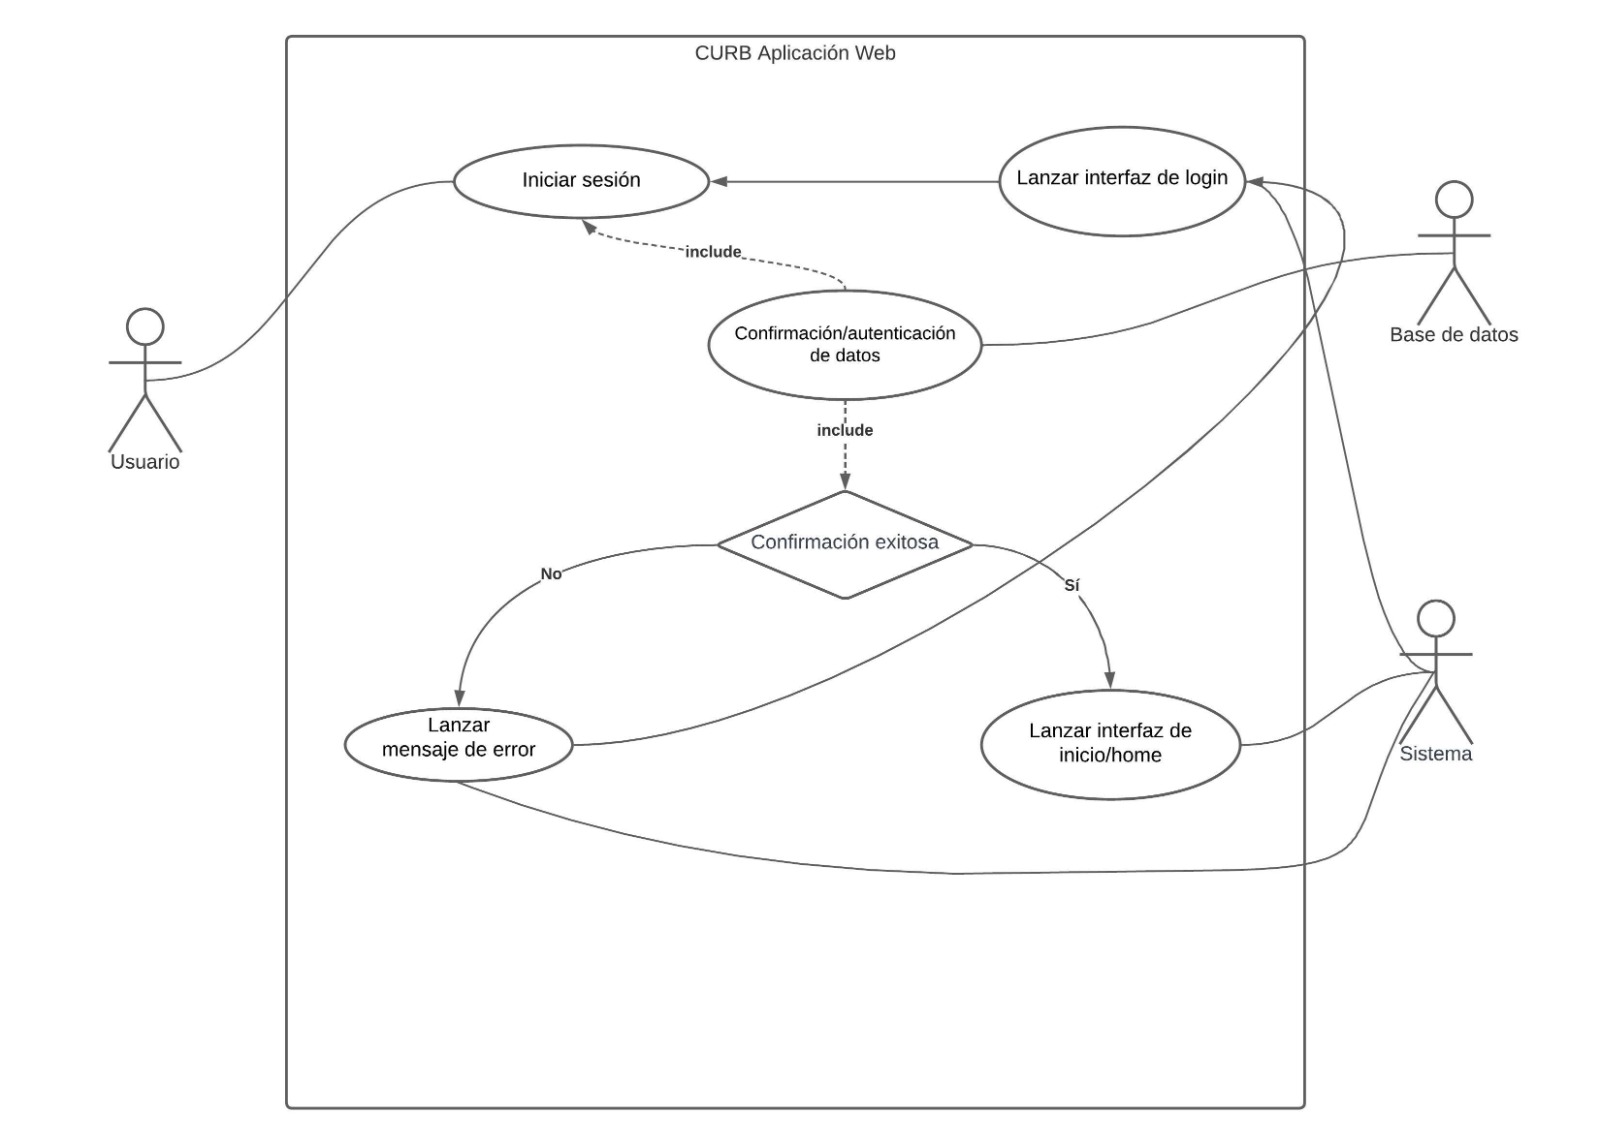 CURB Aplicación Web
Iniciar sesión
Lanzar interfaz de login
include
Confirmación/autenticación
de datos
Base de datos
include
Usuario
Confirmación exitosa
No
Sí
Lanzar
mensaje de error
Lanzar interfaz de
inicio/home
Sistema